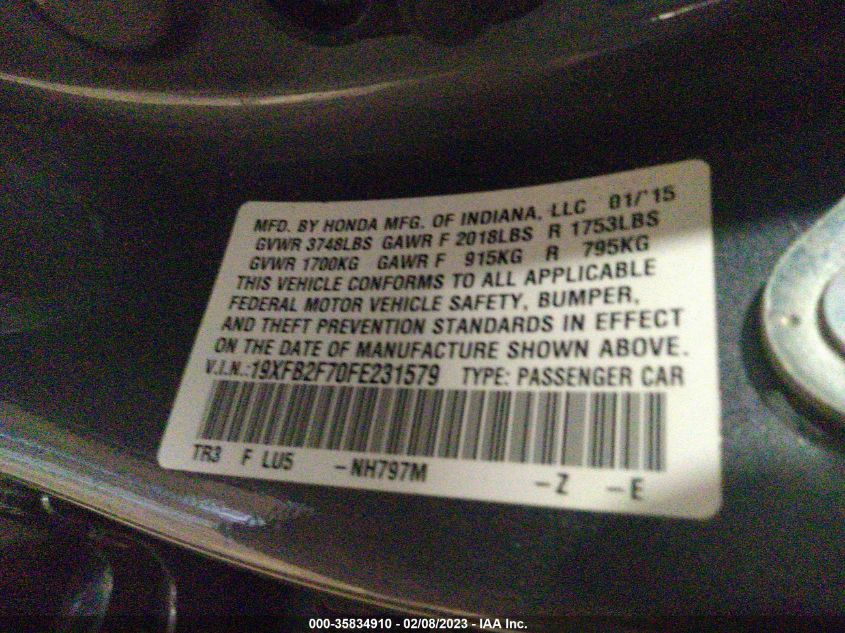 MFD. BY HONDA MFG. OF INDIANA, LLC 01/'15
GVWR 3748LBS GAWR F 2018LBS R 1753LBS
GVWR 1700KG GAWR F 915KG R 795KG
THIS VEHICLE CONFORMS TO ALL APPLICABLE
FEDERAL MOTOR VEHICLE SAFETY, BUMPER,
AND THEFT PREVENTION STANDARDS IN EFFECT
ON THE DATE OF MANUFACTURE SHOWN ABOVE.
V.I.N.:19XFB2F70FE231579 TYPE: PASSENGER CAR
TR3 F LU5 -NH797M -Z -E
000-35834910 - 02/08/2023 - IAA Inc.